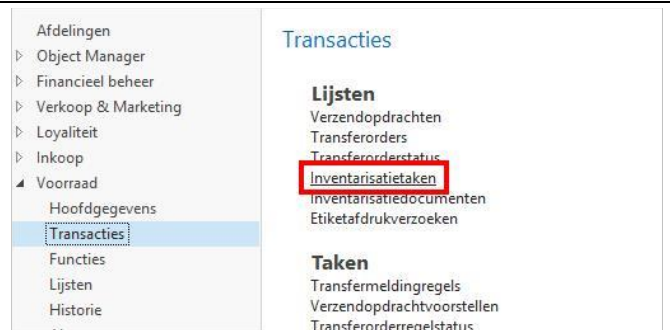 Afdelingen
Object Manager
Financieel beheer
Verkoop & Marketing
Loyaliteit
Inkoop
Voorraad
Hoofdgegevens
Transacties
Functies
Lijsten
Historie
Transacties
Lijsten
Verzendopdrachten
Transferorders
Transferorderstatus
Inventarisatietaken
Inventarisatiedocumenten
Etiketafdrukverzoeken
Taken
Transfermeldingregels
Verzendopdrachtvoorstellen
Transferorderregelstatus